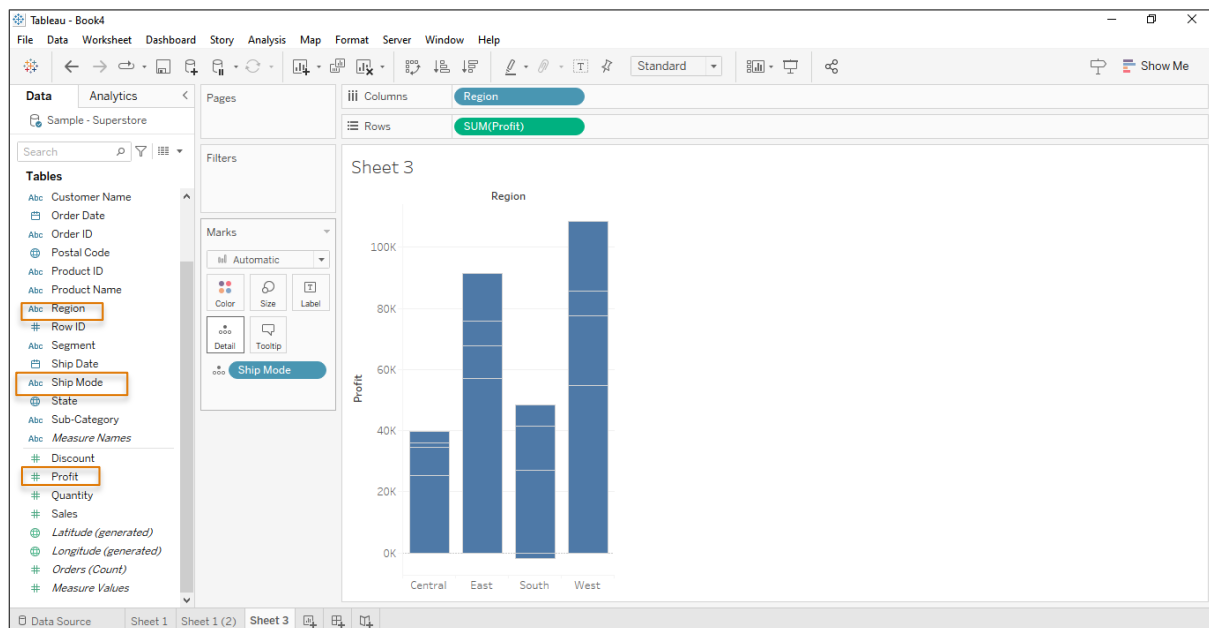 Tableau - Book4
File Data Worksheet Dashboard Story Analysis Map Format Server Window Help
Standard
Show Me
Data Analytics
Pages
Columns Region
Sample - Superstore
Rows SUM(Profit)
Search
Filters
Sheet 3
Tables
Abc Customer Name
Order Date
Abc Order ID
Postal Code
Abc Product ID
Abc Product Name
Abc Region
# Row ID
Abc Segment
Ship Date
Abc Ship Mode
State
Abc Sub-Category
Abc Measure Names
# Discount
# Profit
# Quantity
# Sales
Latitude (generated)
Longitude (generated)
# Orders (Count)
# Measure Values
Marks
Automatic
Color Size Label
Detail Tooltip
Ship Mode
Region
Profit
100K
80K
60K
40K
20K
0K
Central East South West
Data Source Sheet 1 Sheet 1 (2) Sheet 3